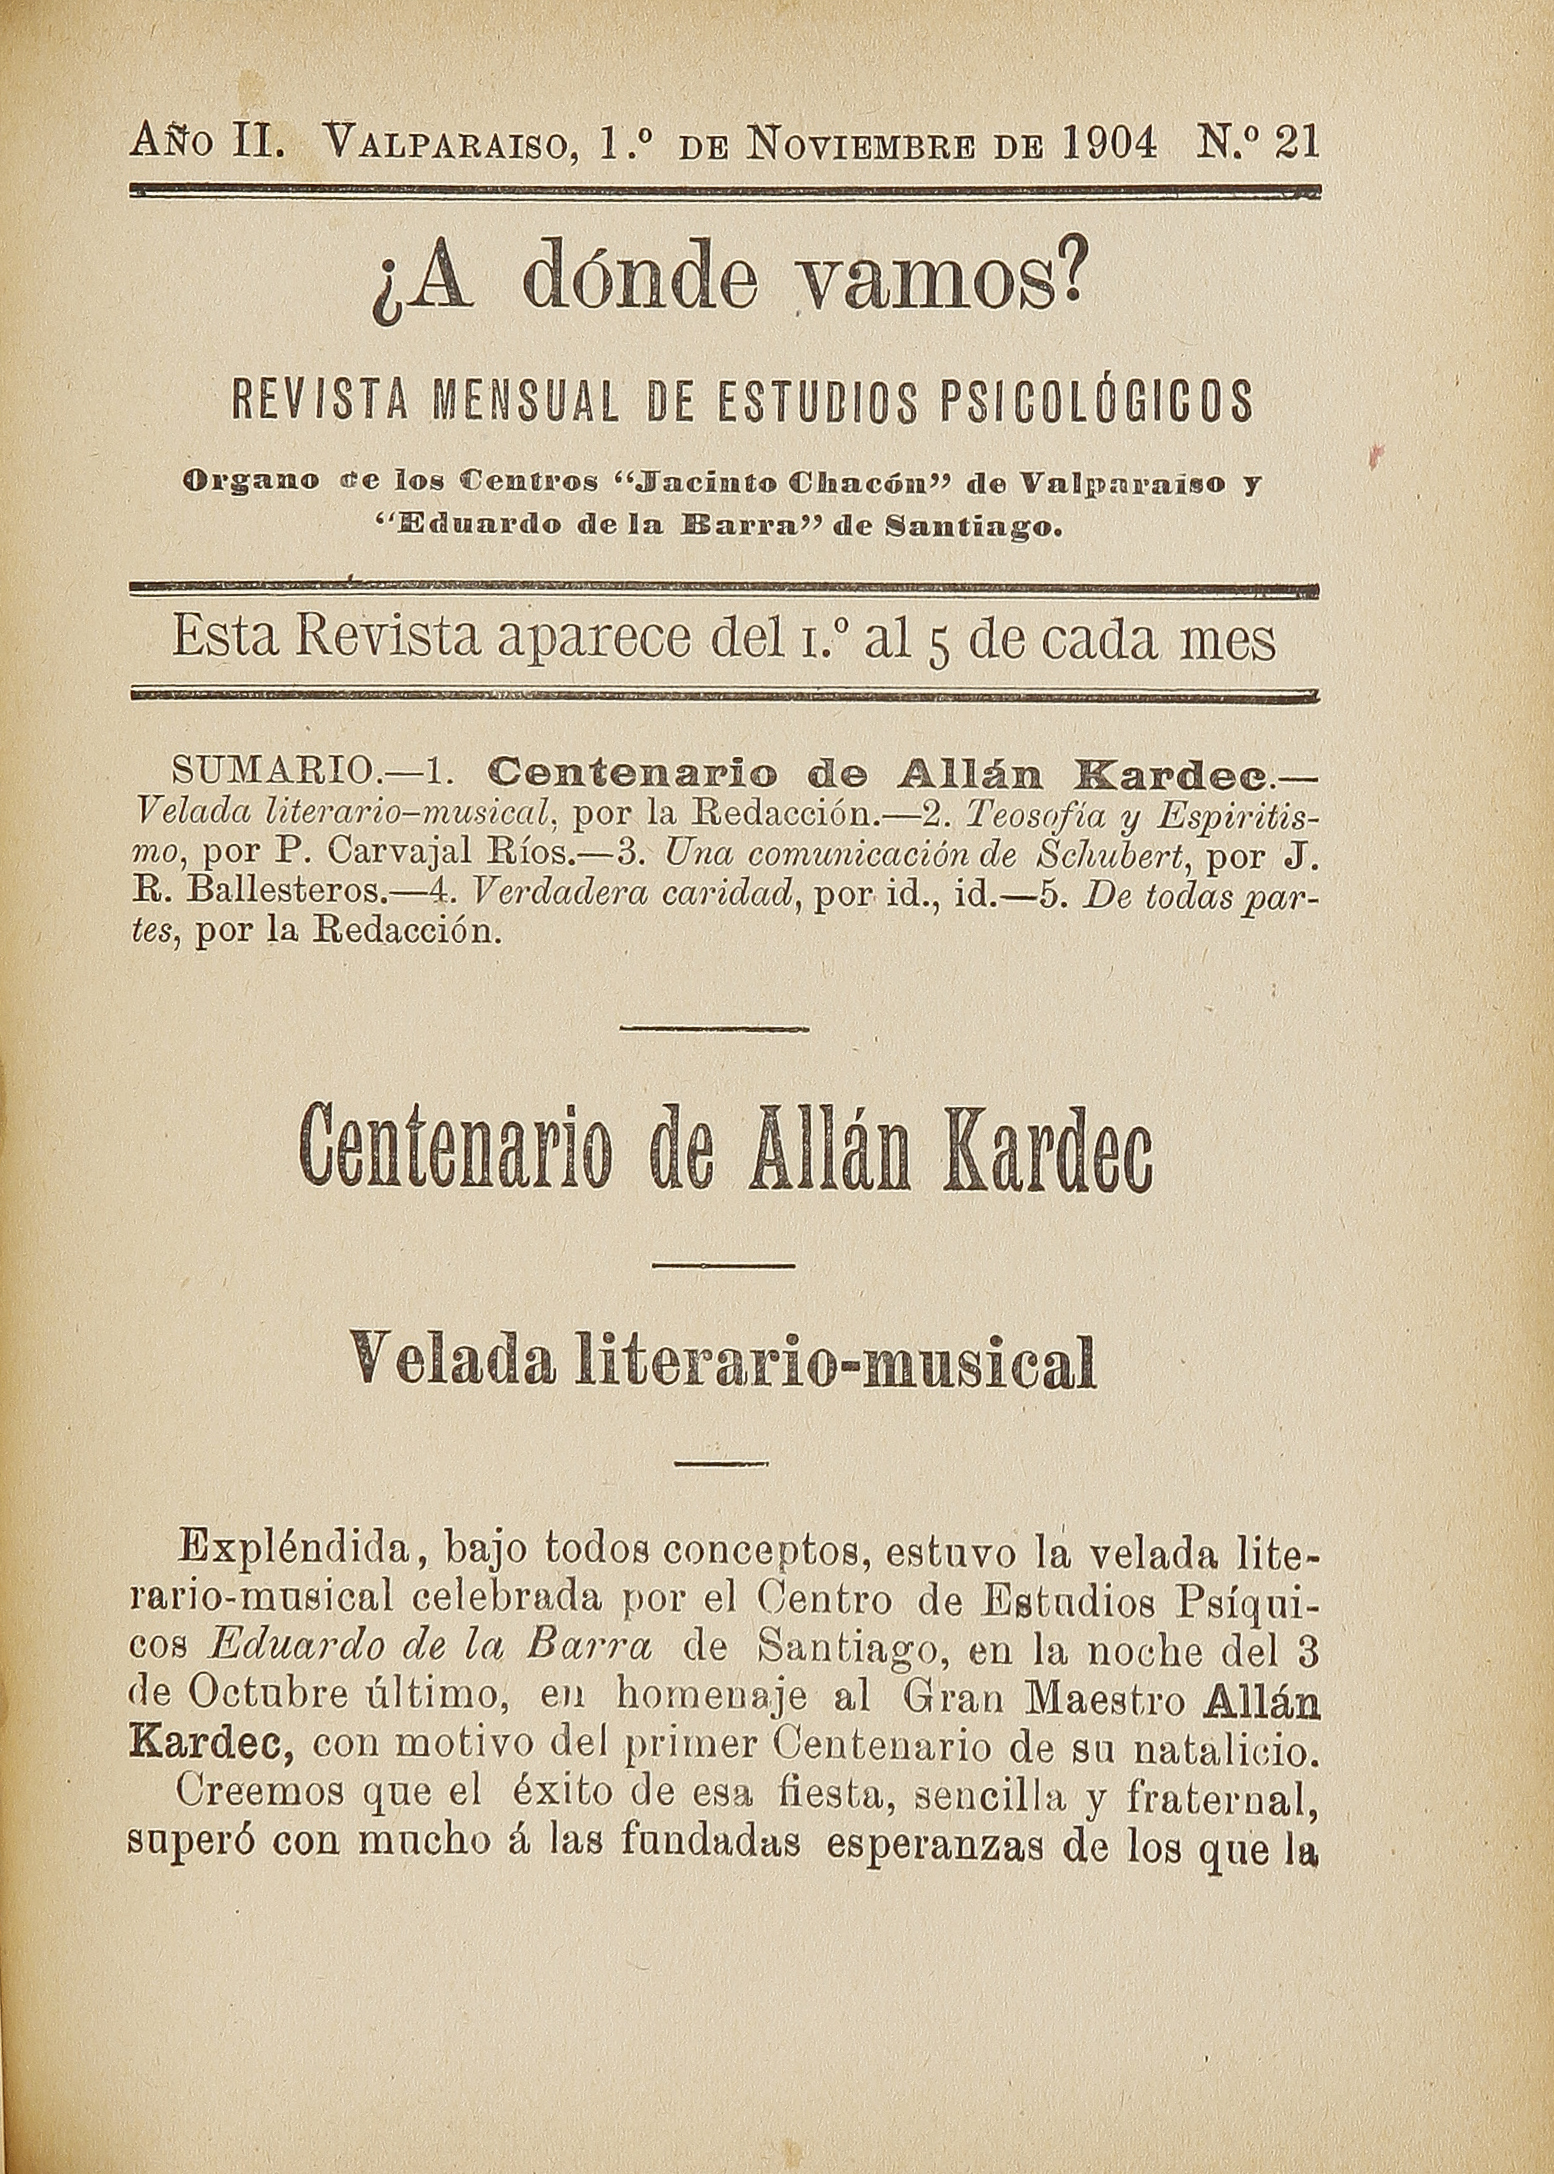 Año II. Valparaiso, 1.º de Noviembre de 1904 N.º 21
¿A dónde vamos?
REVISTA MENSUAL DE ESTUDIOS PSICOLÓGICOS
Organo de los Centros “Jacinto Chacón” de Valparaíso y
“Eduardo de la Barra” de Santiago.
Esta Revista aparece del 1.º al 5 de cada mes
SUMARIO.—1. Centenario de Allán Kardec.—
Velada literario-musical, por la Redacción.—2. Teosofía y Espiritis-
mo, por P. Carvajal Ríos.—3. Una comunicación de Schubert, por J.
R. Ballesteros.—4. Verdadera caridad, por id., id.—5. De todas par-
tes, por la Redacción.
Centenario de Allán Kardec
Velada literario-musical
Expléndida, bajo todos conceptos, estuvo la velada lite-
rario-musical celebrada por el Centro de Estudios Psíqui-
cos Eduardo de la Barra de Santiago, en la noche del 3
de Octubre último, en homenaje al Gran Maestro Allán
Kardec, con motivo del primer Centenario de su natalicio.
Creemos que el éxito de esa fiesta, sencilla y fraternal,
superó con mucho á las fundadas esperanzas de los que la